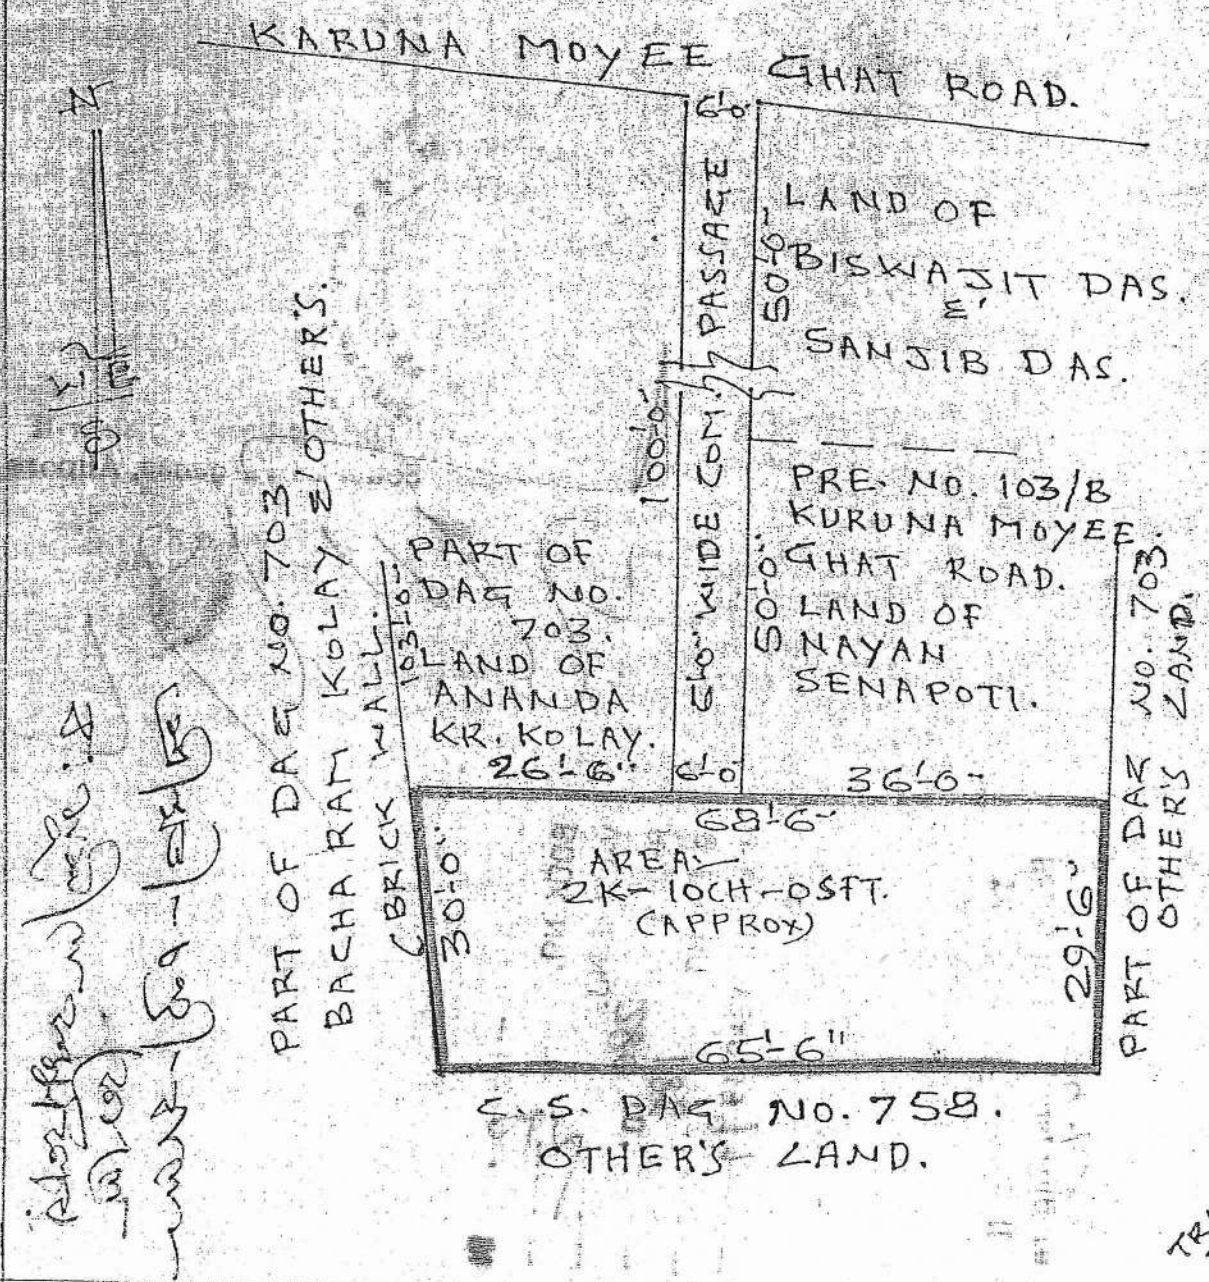 KARUNA MOYEE GHAT ROAD.
N
6'-0"
PASSAGE
50'-0"
LAND OF
BISWAJIT DAS.
&
SANJIB DAS.
100'-0"
6'-0" WIDE COM.
50'-0"
PRE. NO. 103/B
KURUNA MOYEE
GHAT ROAD.
LAND OF
NAYAN
SENAPOTI.
PART OF DAG NO. 703
BACHARAM KOLAY & OTHER'S.
(BRICK WALL.
103'-0"
PART OF
DAG NO.
703.
LAND OF
ANANDA
KR. KOLAY.
26'-6"
6'-0"
36'-0"
PART OF DAG NO. 703.
OTHER'S LAND.
68'-6"
30'-0"
AREA:-
2K-10CH-0SFT.
(APPROX)
29'-6"
65'-6"
C.S. DAG NO. 758.
OTHER'S LAND.